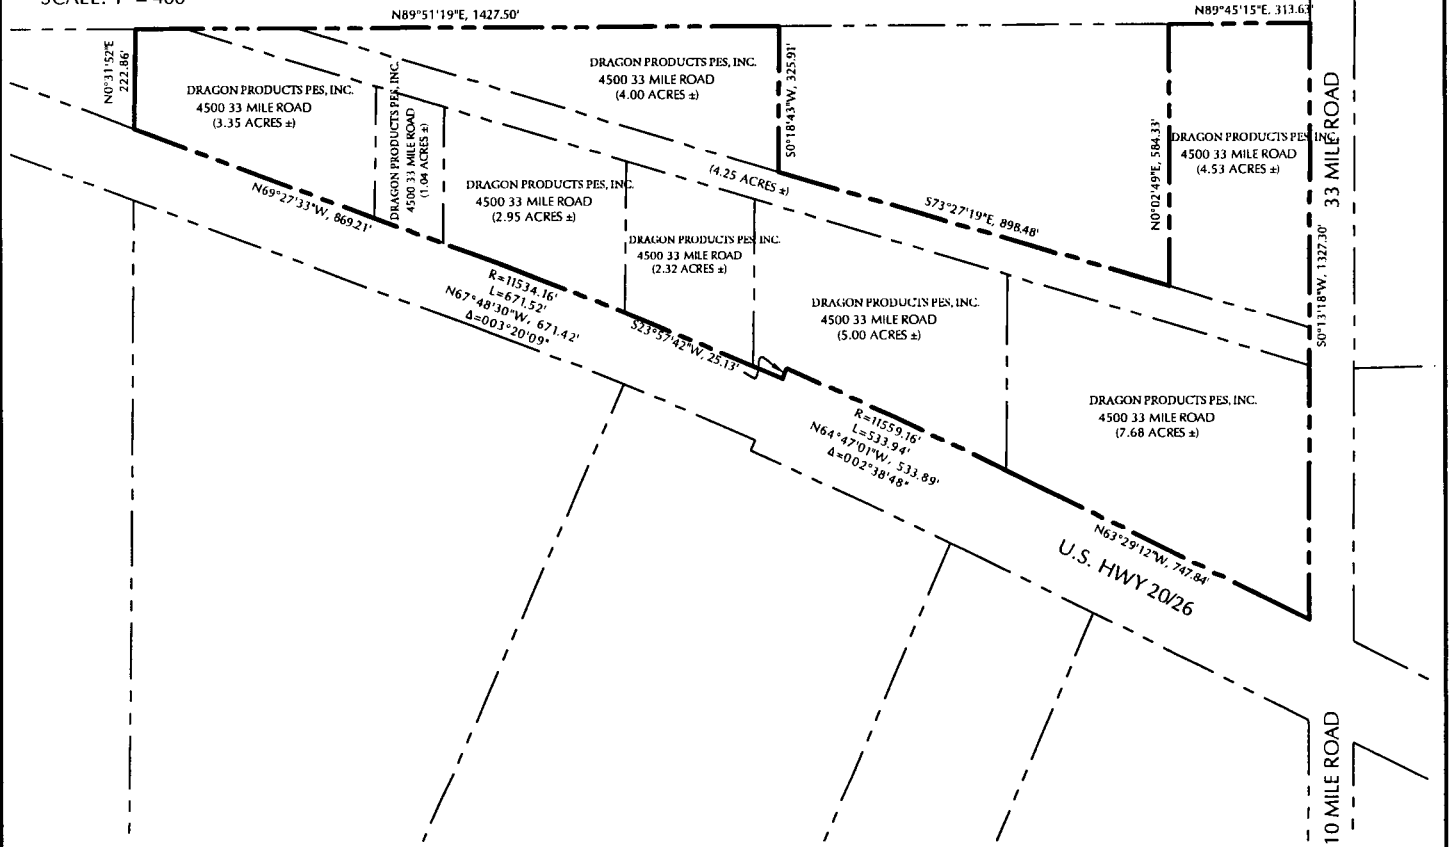 SCALE: 1" = 400'
N89°51'19"E, 1427.50'
N89°45'15"E, 313.63'
N0°31'52"E
222.86'
DRAGON PRODUCTS PES, INC.
4500 33 MILE ROAD
(3.35 ACRES ±)
DRAGON PRODUCTS PES, INC.
4500 33 MILE ROAD
(1.04 ACRES ±)
DRAGON PRODUCTS PES, INC.
4500 33 MILE ROAD
(4.00 ACRES ±)
S0°18'43"W, 325.91'
N0°02'49"E, 584.33'
DRAGON PRODUCTS PES, INC.
4500 33 MILE ROAD
(4.53 ACRES ±)
33 MILE ROAD
N69°27'33"W, 869.21'
DRAGON PRODUCTS PES, INC.
4500 33 MILE ROAD
(2.95 ACRES ±)
(4.25 ACRES ±)
S73°27'19"E, 898.48'
DRAGON PRODUCTS PES, INC.
4500 33 MILE ROAD
(2.32 ACRES ±)
S0°13'18"W, 1327.30'
R=11534.16'
L=671.52'
N67°48'30"W, 671.42'
Δ=003°20'09"
S23°57'42"W, 25.13'
DRAGON PRODUCTS PES, INC.
4500 33 MILE ROAD
(5.00 ACRES ±)
R=11559.16'
L=533.94'
N64°47'01"W, 533.89'
Δ=002°38'48"
DRAGON PRODUCTS PES, INC.
4500 33 MILE ROAD
(7.68 ACRES ±)
N63°29'12"W, 747.84'
U.S. HWY 20/26
10 MILE ROAD